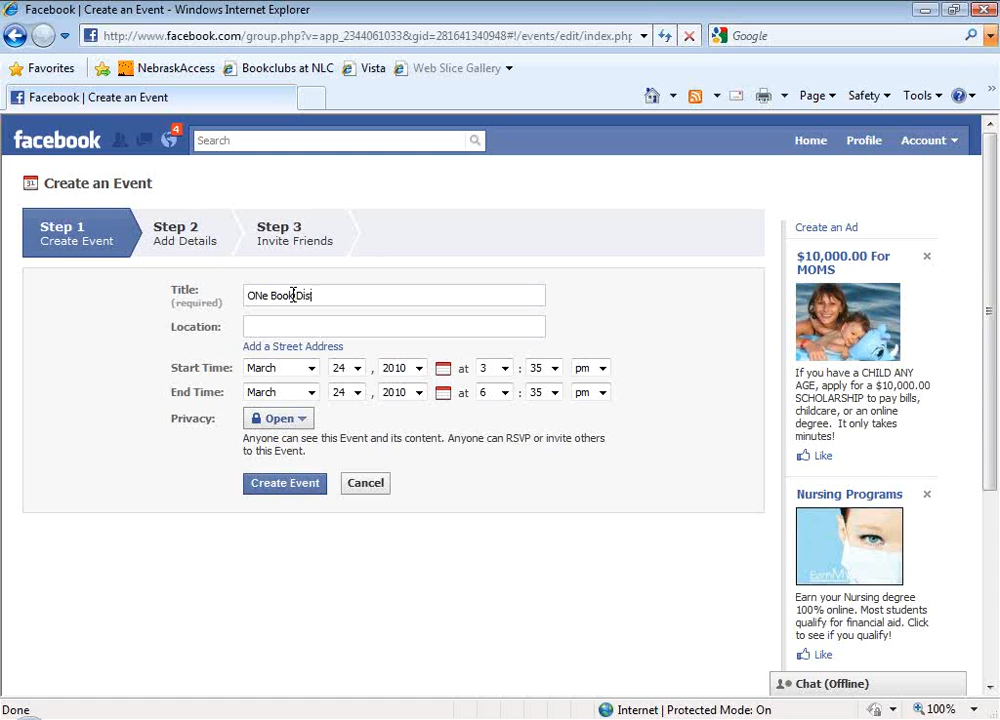 Facebook | Create an Event - Windows Internet Explorer
http://www.facebook.com/group.php?v=app_2344061033&gid=281641340948#!/events/edit/index.php
Google
Favorites NebraskAccess Bookclubs at NLC Vista Web Slice Gallery
Facebook | Create an Event
Page Safety Tools
facebook 4 Search Home Profile Account
31 Create an Event
Step 1 Step 2 Step 3
Create Event Add Details Invite Friends
Title: ONe Book Dis
(required)
Location:
Add a Street Address
Start Time: March 24 , 2010 at 3 : 35 pm
End Time: March 24 , 2010 at 6 : 35 pm
Privacy: Open
Anyone can see this Event and its content. Anyone can RSVP or invite others
to this Event.
Create Event Cancel
Create an Ad
$10,000.00 For
MOMS
If you have a CHILD ANY
AGE, apply for a $10,000.00
SCHOLARSHIP to pay bills,
childcare, or an online
degree. It only takes
minutes!
Like
Nursing Programs
Earn your Nursing degree
100% online. Most students
qualify for financial aid. Click
to see if you qualify!
Like
Chat (Offline)
Done Internet | Protected Mode: On 100%